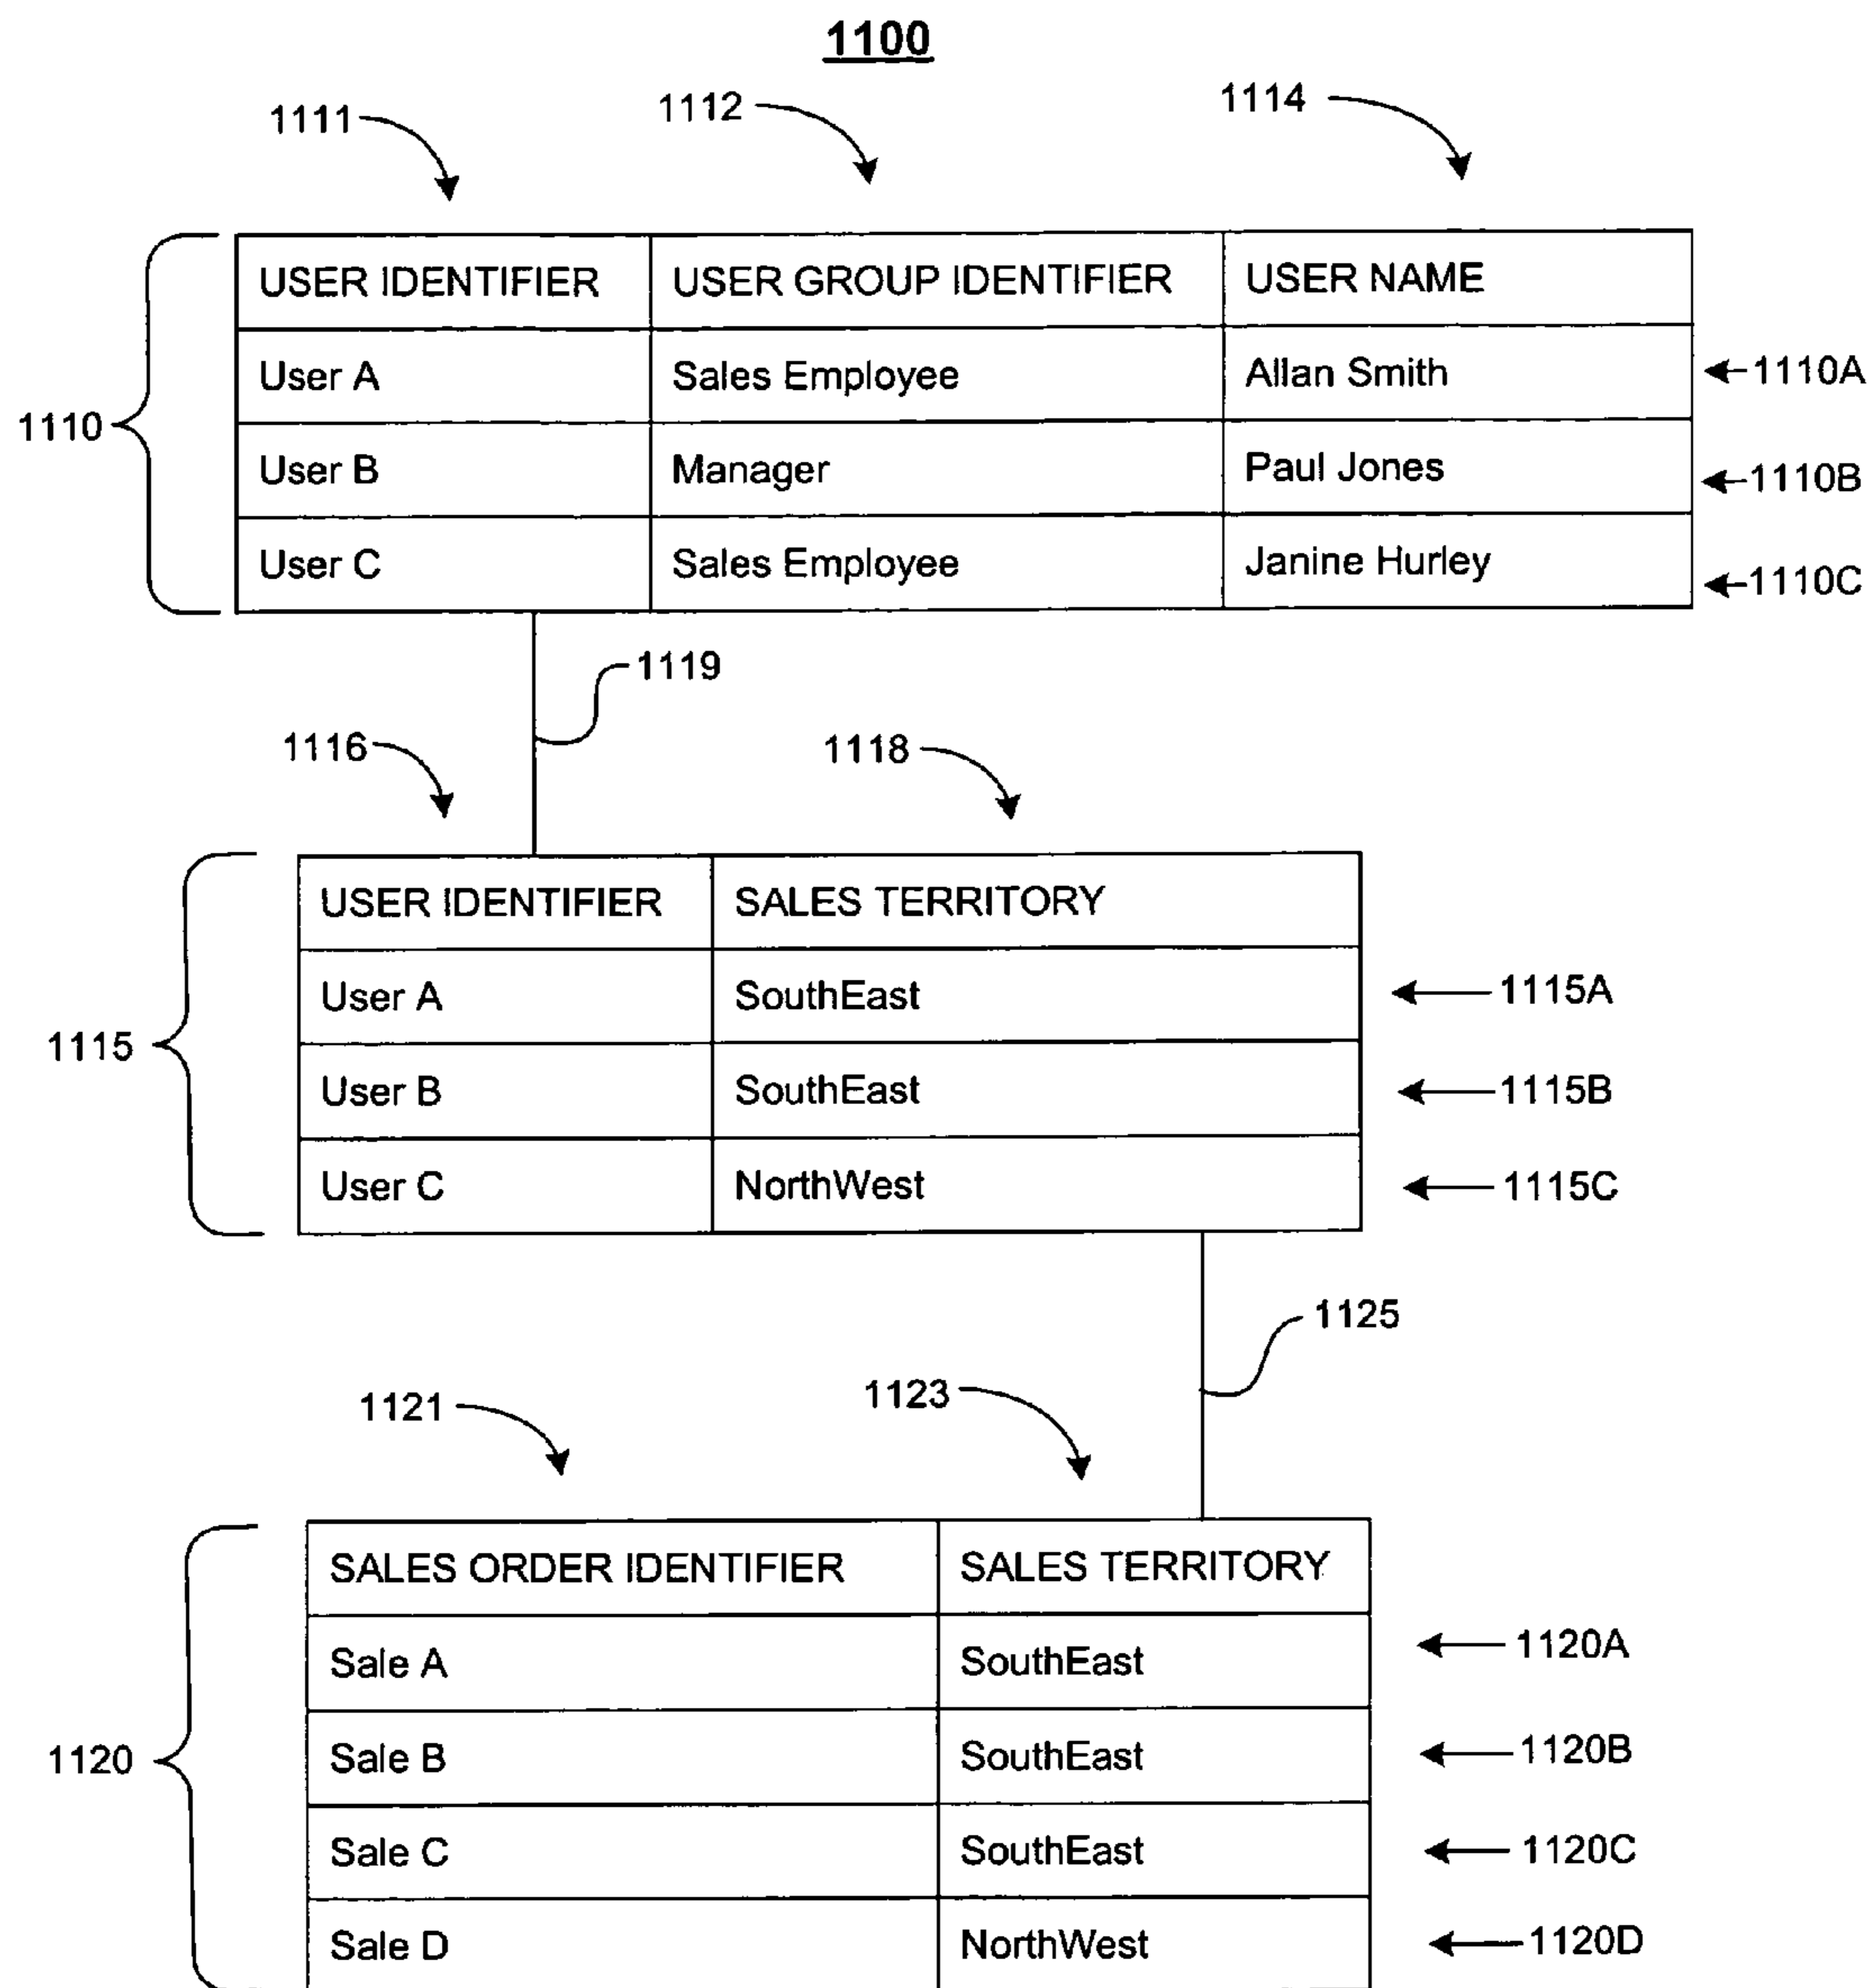 1100
1111 1112 1114
USER IDENTIFIER USER GROUP IDENTIFIER USER NAME
User A Sales Employee Allan Smith 1110A
1110
User B Manager Paul Jones 1110B
User C Sales Employee Janine Hurley 1110C
1119
1116 1118
USER IDENTIFIER SALES TERRITORY
User A SouthEast 1115A
1115
User B SouthEast 1115B
User C NorthWest 1115C
1125
1121 1123
SALES ORDER IDENTIFIER SALES TERRITORY
Sale A SouthEast 1120A
1120
Sale B SouthEast 1120B
Sale C SouthEast 1120C
Sale D NorthWest 1120D